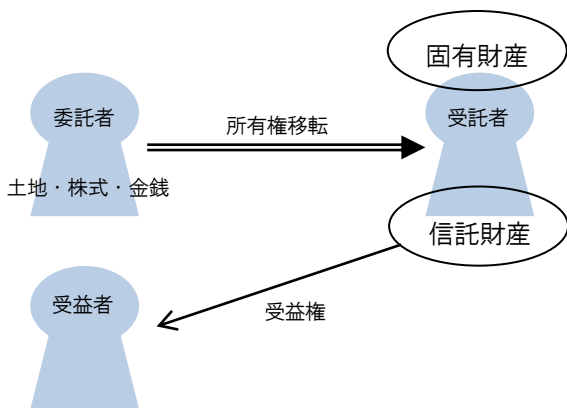 固有財産
委託者
所有権移転
受託者
土地・株式・金銭
信託財産
受益者
受益権